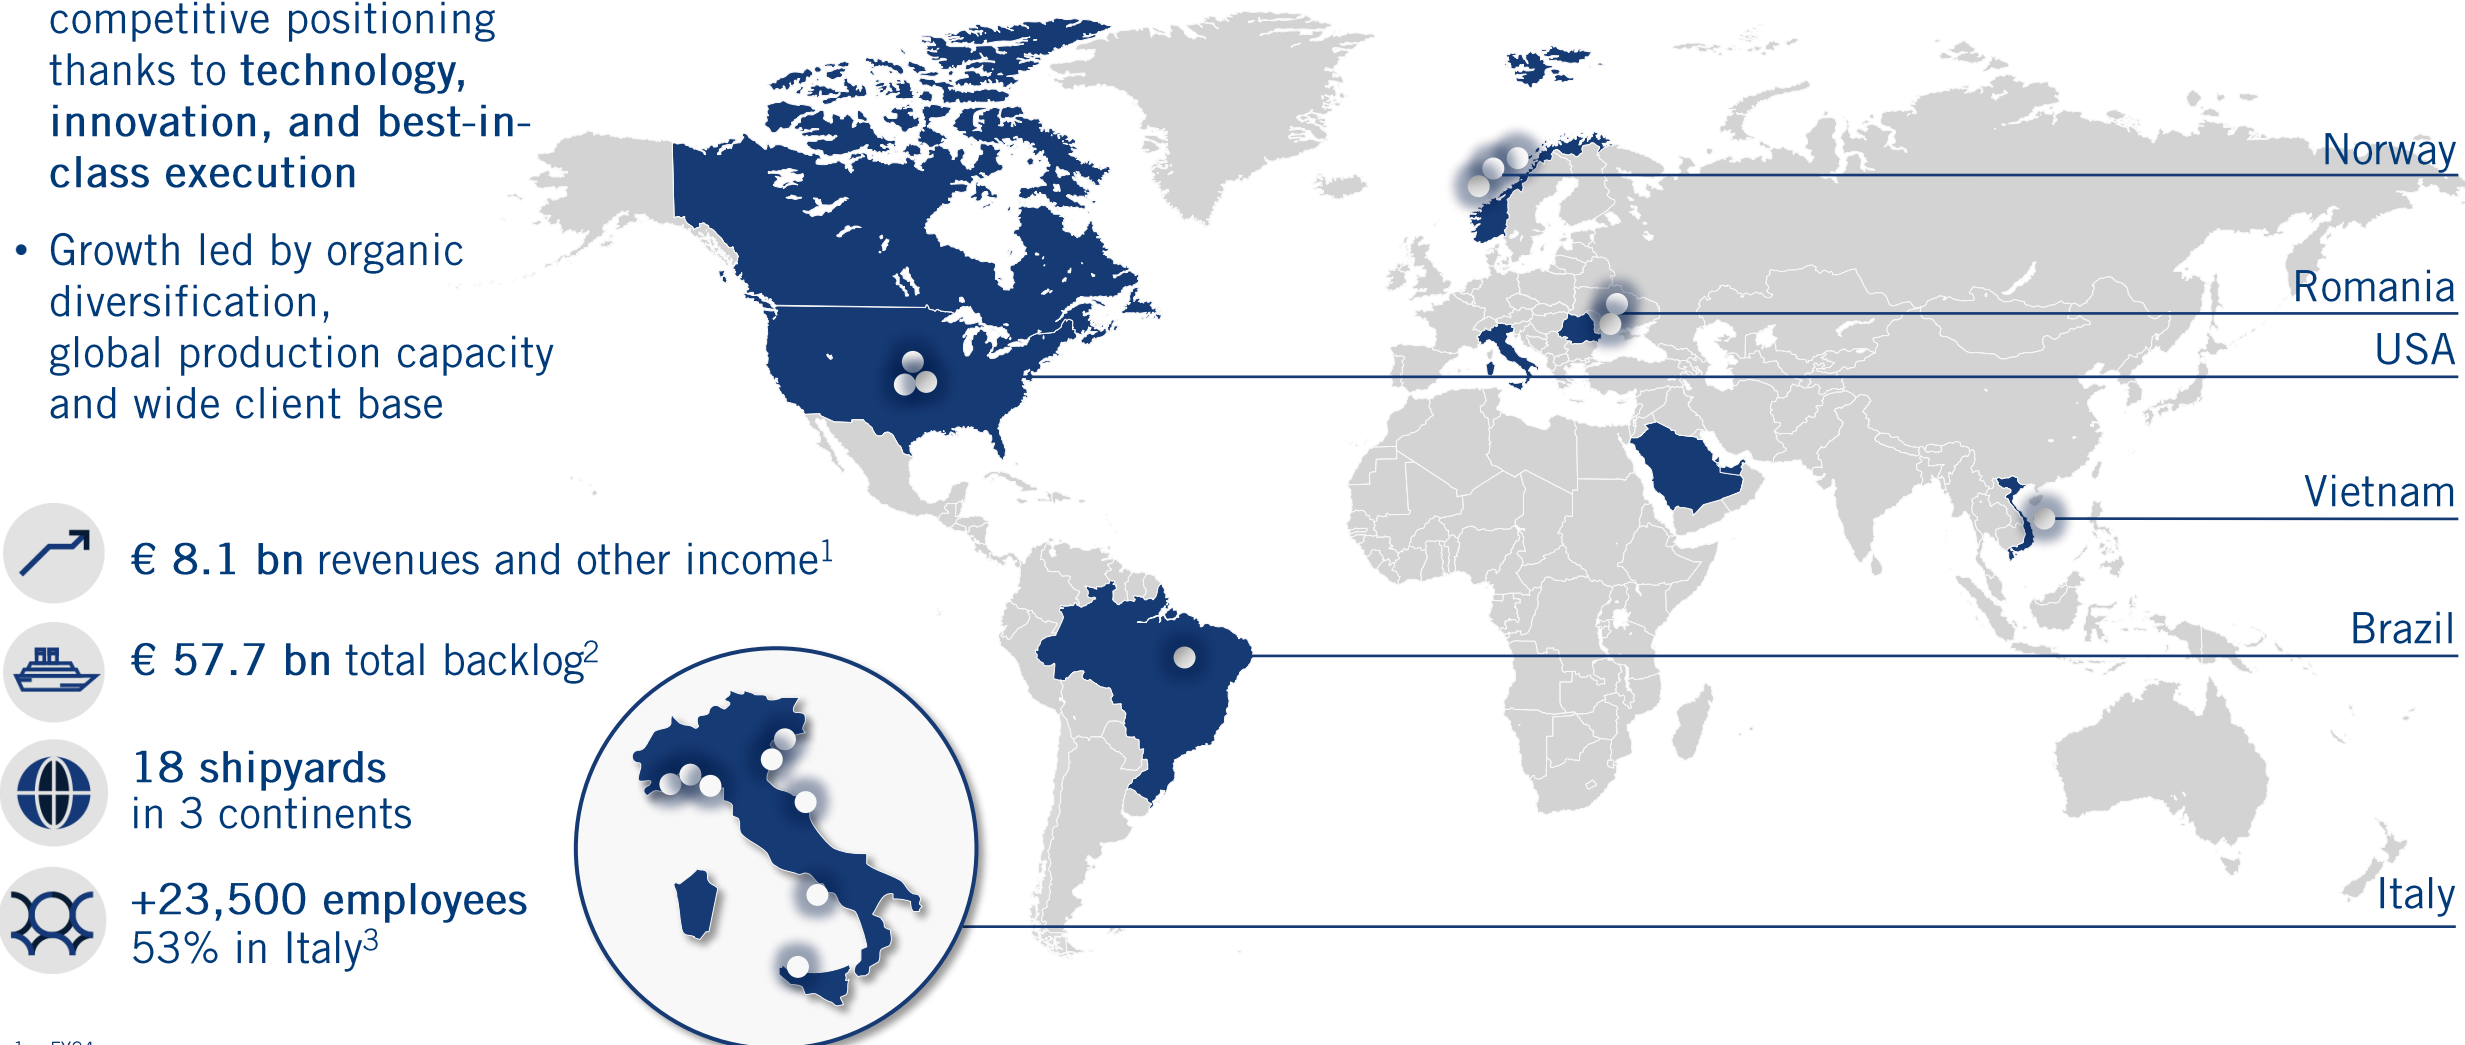 competitive positioning
thanks to technology,
innovation, and best-in-
class execution
• Growth led by organic
diversification,
global production capacity
and wide client base
€ 8.1 bn revenues and other income1
€ 57.7 bn total backlog2
18 shipyards
in 3 continents
+23,500 employees
53% in Italy3
Norway
Romania
USA
Vietnam
Brazil
Italy